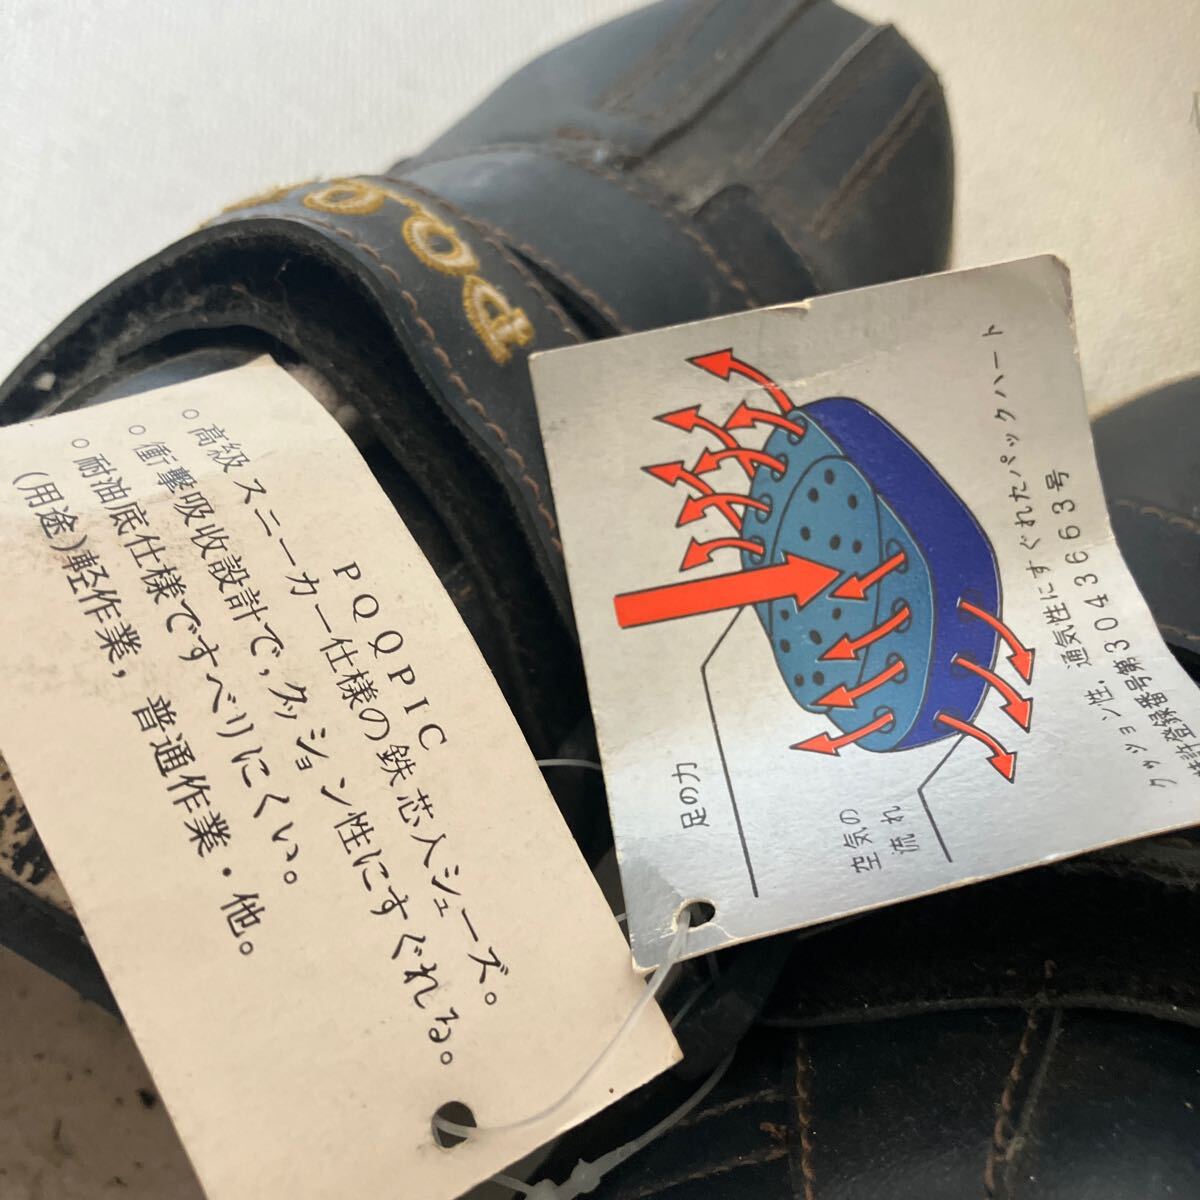 PQQP
PQQPIC
○高級スニーカー仕様の鉄芯入シューズ。
○衝撃吸収設計で,クッション性にすぐれる。
○耐油底仕様ですべりにくい。
(用途)軽作業, 普通作業・他。
足の力
空気の
流れ
クッション性,通気性にすぐれたパックハート
特許登録番号第3043663号